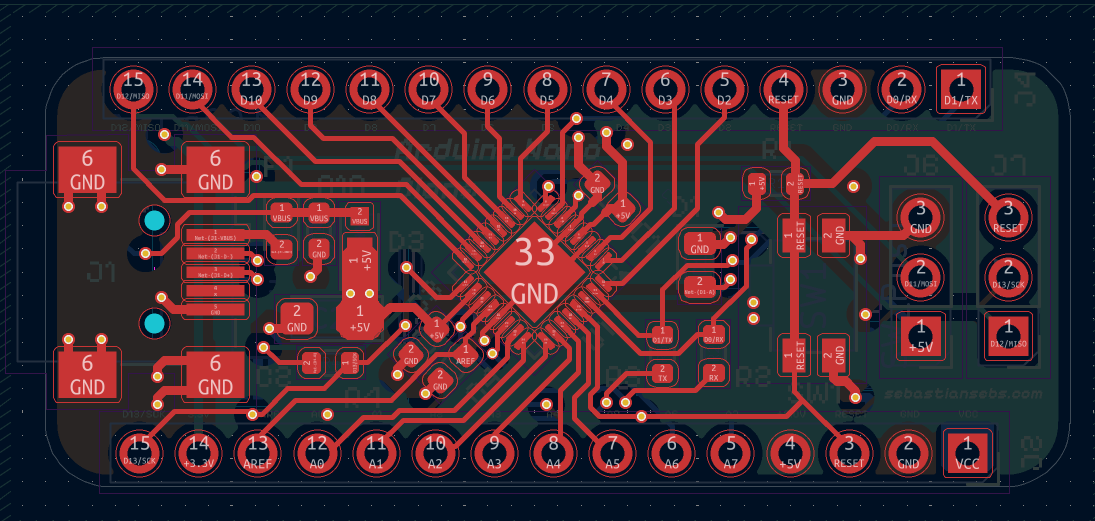 15 14 13 12 11 10 9 8 7 6 5 4 3 2 1
D12/MISO D11/MOSI D10 D9 D8 D7 D6 D5 D4 D3 D2 RESET GND D0/RX D1/TX
J4
Arduino Nano
6
GND
6
GND
1
VBUS
1
VBUS
2
VBUS
2
2
GND
1
+5V
1
+5V
2
GND
J1
2
GND
1
+5V
33
GND
1
+5V
2
RESET
1
GND
2
1
RESET
2
GND
J6
J7
3
GND
3
RESET
2
D11/MOSI
2
D13/SCK
1
+5V
1
D12/MISO
1
+5V
2
GND
2
GND
1
AREF
1
D1/TX
1
D0/RX
2
TX
2
RX
1
RESET
2
GND
6
GND
6
GND
R2
SW1
sebastiansebs.com
15 14 13 12 11 10 9 8 7 6 5 4 3 2 1
D13/SCK +3.3V AREF A0 A1 A2 A3 A4 A5 A6 A7 +5V RESET GND VCC
J2